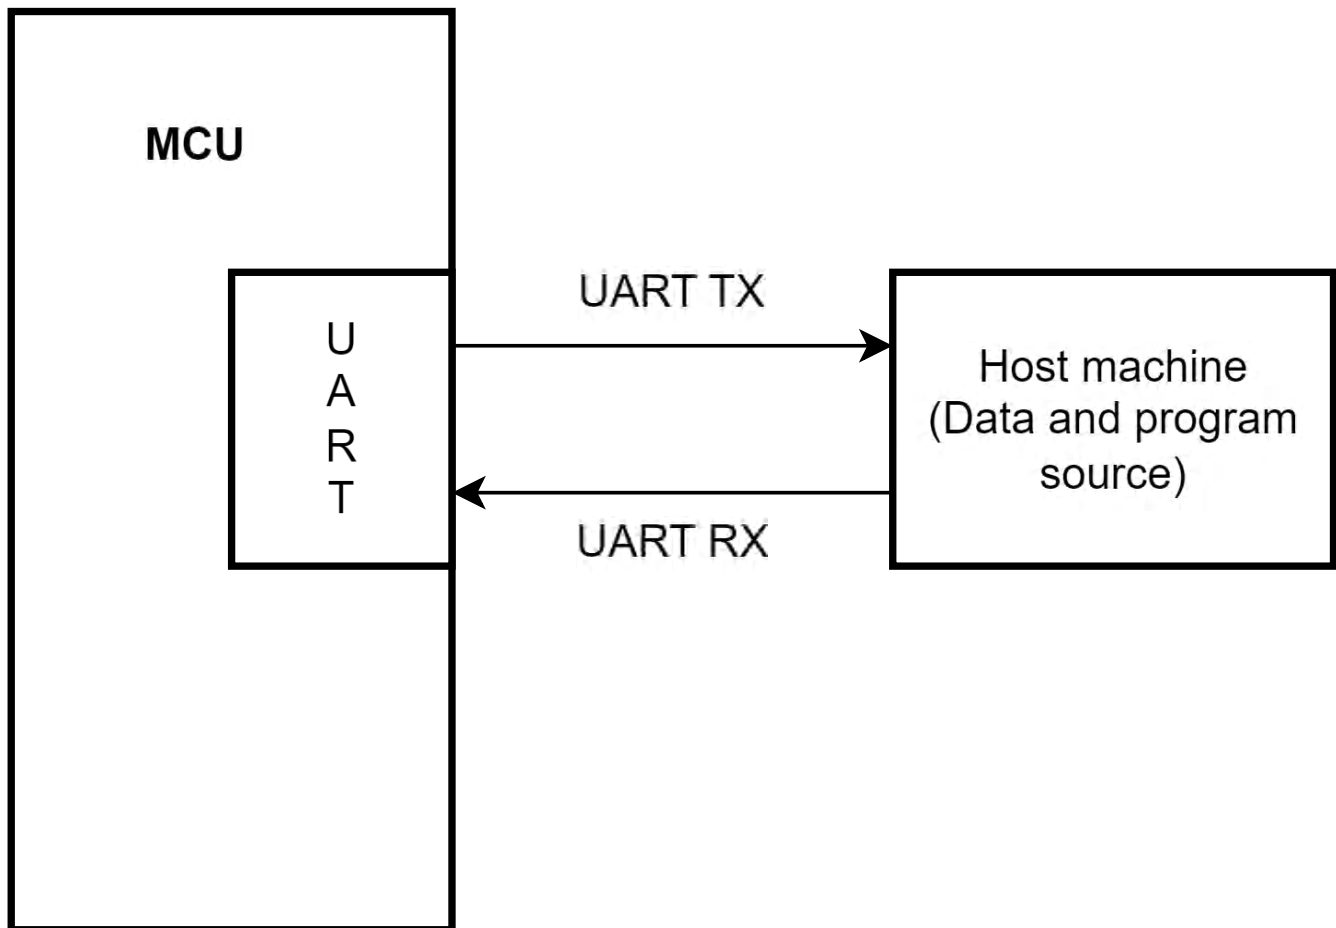 MCU
UART TX
U
A
R
T
Host machine
(Data and program
source)
UART RX